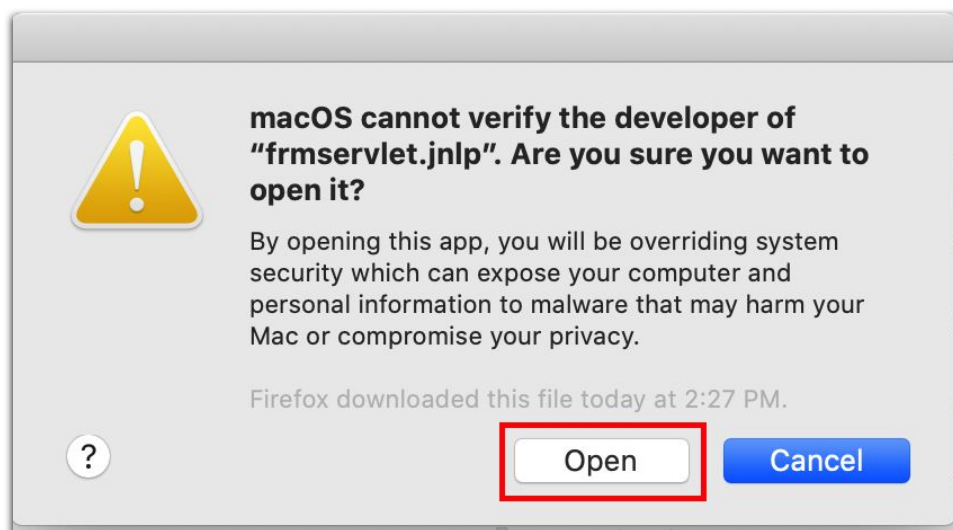 macOS cannot verify the developer of
“frmservlet.jnlp”. Are you sure you want to
open it?
By opening this app, you will be overriding system
security which can expose your computer and
personal information to malware that may harm your
Mac or compromise your privacy.
Firefox downloaded this file today at 2:27 PM.
? Open Cancel